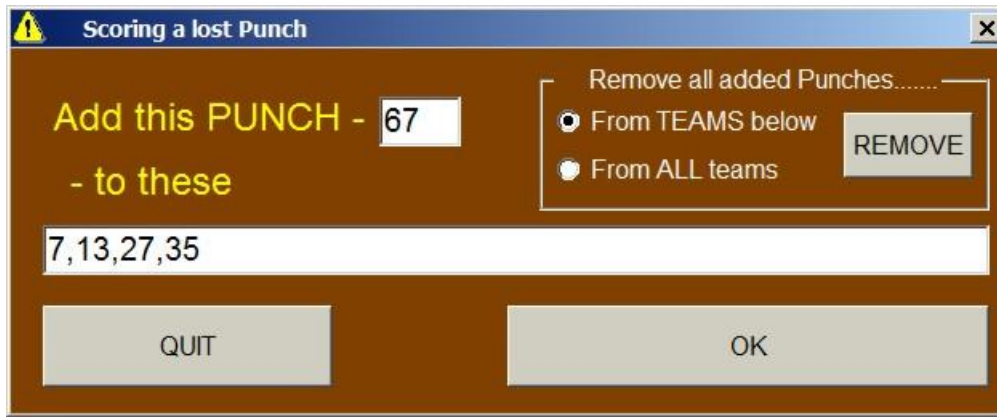 Scoring a lost Punch
Add this PUNCH - 67
- to these
Remove all added Punches.......
From TEAMS below
From ALL teams
REMOVE
7,13,27,35
QUIT
OK